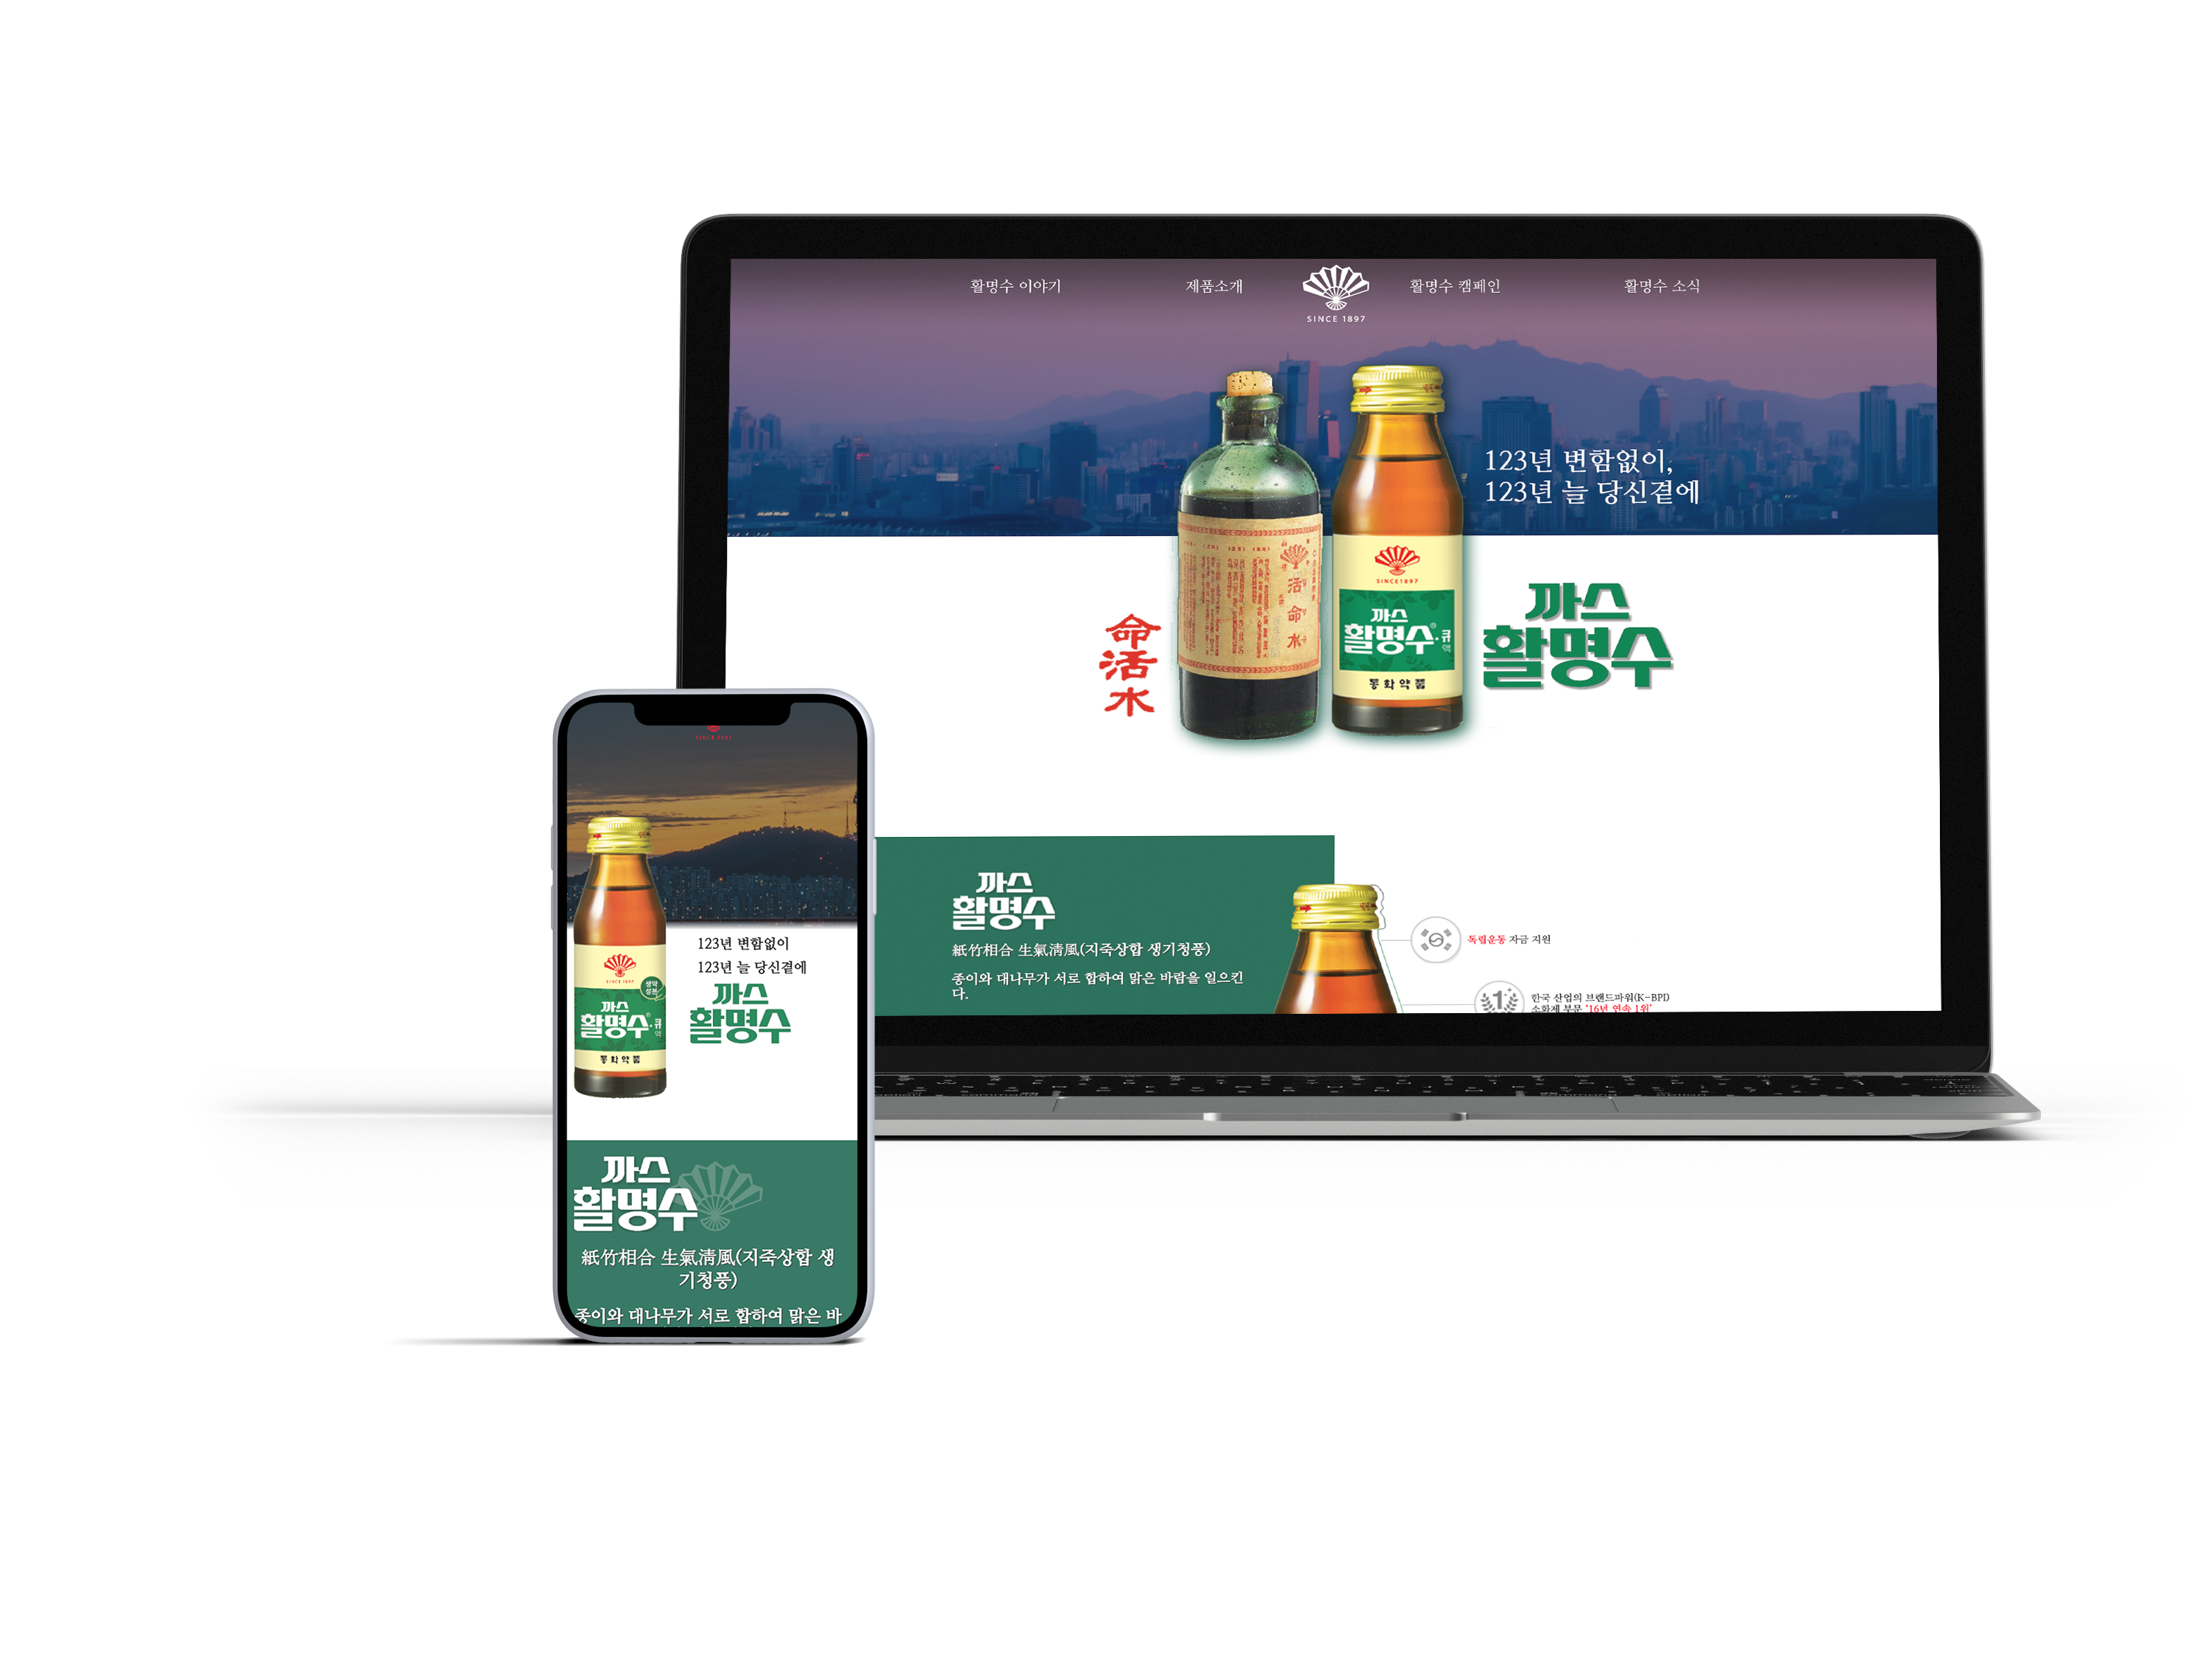 활명수 이야기
제품소개
SINCE 1897
활명수 캠페인
활명수 소식
123년 변함없이,
123년 늘 당신곁에
命
活
水
活
命
水
SINCE1897
까스
활명수®·큐
액
동화약품
까스
활명수
까스
활명수
紙竹相合 生氣淸風(지죽상합 생기청풍)
종이와 대나무가 서로 합하여 맑은 바람을 일으킨
다.
독립운동 자금 지원
1
한국 산업의 브랜드파워(K-BPI)
소화제 부문 '16년 연속 1위'
SINCE 1897
123년 변함없이
123년 늘 당신곁에
까스
활명수
SINCE 1897
생약
성분
까스
활명수®·큐
액
동화약품
까스
활명수
紙竹相合 生氣淸風(지죽상합 생
기청풍)
종이와 대나무가 서로 합하여 맑은 바